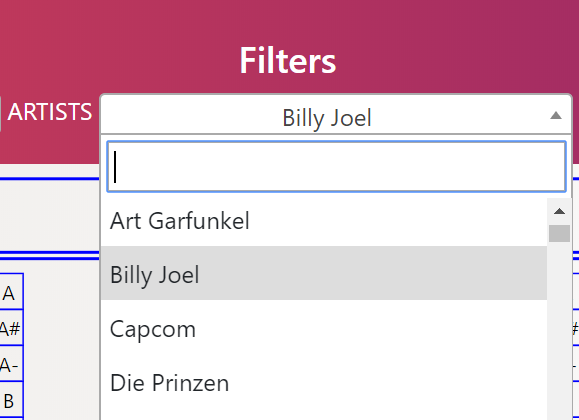 Filters
ARTISTS
Billy Joel
Art Garfunkel
Billy Joel
Capcom
Die Prinzen
A
A#
A-
B
#
-